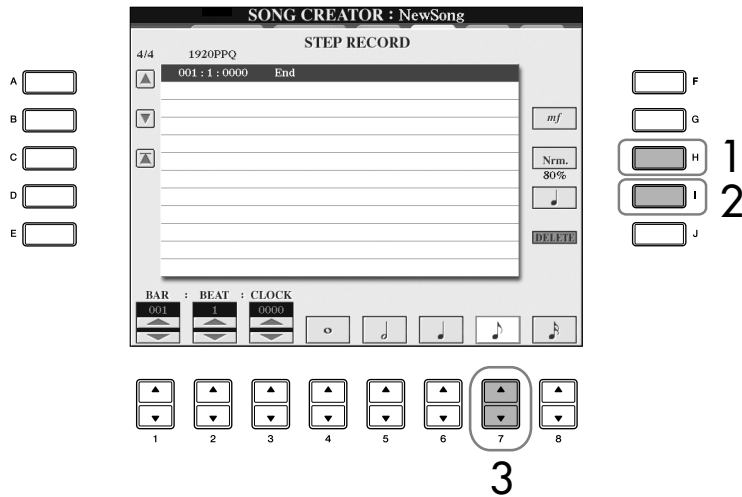 SONG CREATOR : NewSong
STEP RECORD
4/4 1920PPQ
001 : 1 : 0000 End
A
B
C
D
E
mf
Nrm.
80%
DELETE
F
G
H 1
I 2
J
BAR : BEAT : CLOCK
001 1 0000
1 2 3 4 5 6 7 8
3